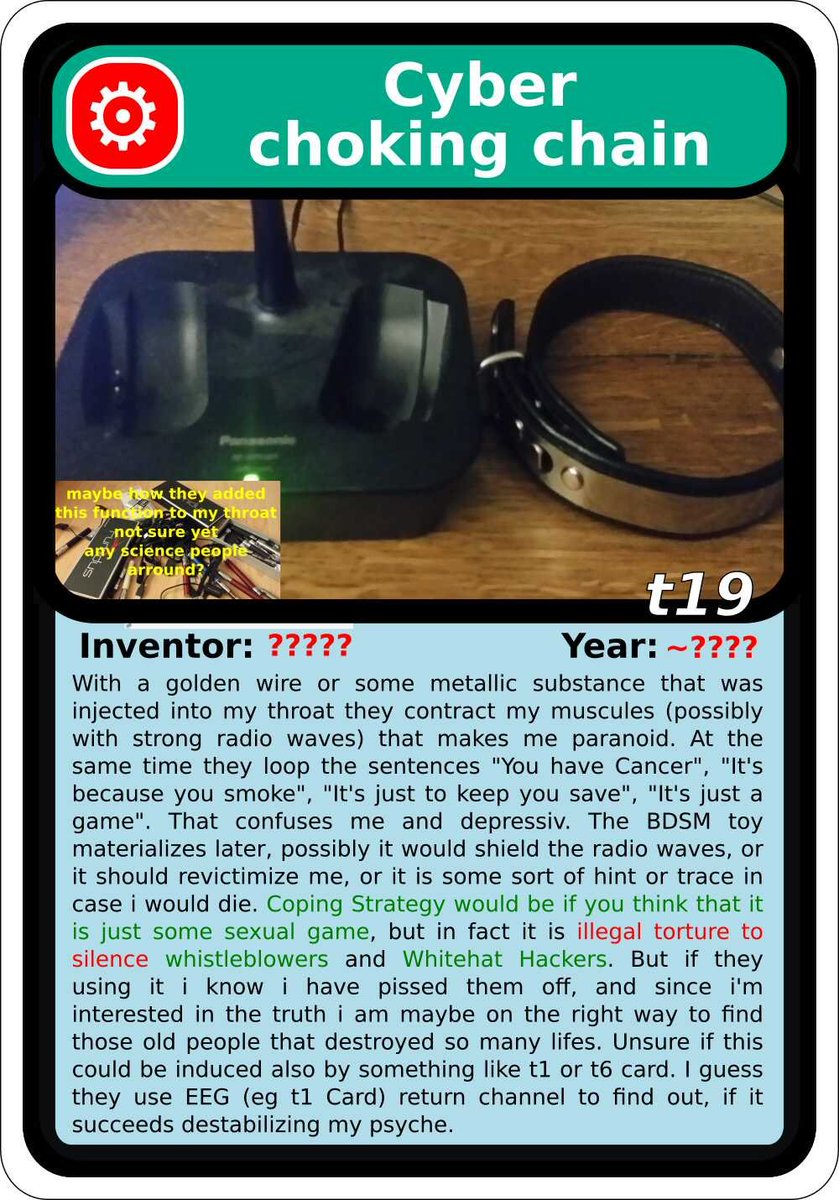 Cyber
choking chain
Panasonic
maybe how they added
this function to my throat
not sure yet
any science people
arround?
t19
Inventor: ?????
Year: ~????
With a golden wire or some metallic substance that was
injected into my throat they contract my muscules (possibly
with strong radio waves) that makes me paranoid. At the
same time they loop the sentences "You have Cancer", "It's
because you smoke", "It's just to keep you save", "It's just a
game". That confuses me and depressiv. The BDSM toy
materializes later, possibly it would shield the radio waves, or
it should revictimize me, or it is some sort of hint or trace in
case i would die. Coping Strategy would be if you think that it
is just some sexual game, but in fact it is illegal torture to
silence whistleblowers and Whitehat Hackers. But if they
using it i know i have pissed them off, and since i'm
interested in the truth i am maybe on the right way to find
those old people that destroyed so many lifes. Unsure if this
could be induced also by something like t1 or t6 card. I guess
they use EEG (eg t1 Card) return channel to find out, if it
succeeds destabilizing my psyche.